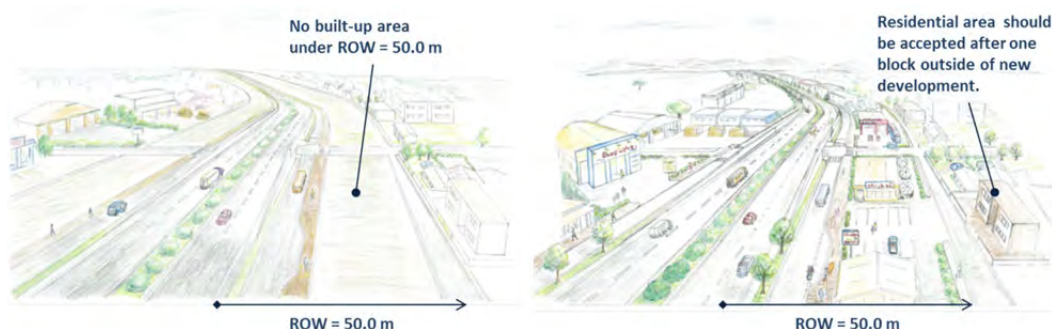 No built-up area
under ROW = 50.0 m
ROW = 50.0 m
Residential area should
be accepted after one
block outside of new
development.
ROW = 50.0 m